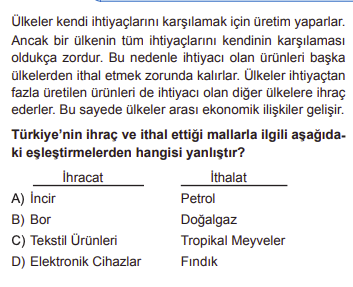 Ülkeler kendi ihtiyaçlarını karşılamak için üretim yaparlar.
Ancak bir ülkenin tüm ihtiyaçlarını kendinin karşılaması
oldukça zordur. Bu nedenle ihtiyacı olan ürünleri başka
ülkelerden ithal etmek zorunda kalırlar. Ülkeler ihtiyaçtan
fazla üretilen ürünleri de ihtiyacı olan diğer ülkelere ihraç
ederler. Bu sayede ülkeler arası ekonomik ilişkiler gelişir.
Türkiye'nin ihraç ve ithal ettiği mallarla ilgili aşağıda-
ki eşleştirmelerden hangisi yanlıştır?
İhracat İthalat
A) İncir Petrol
B) Bor Doğalgaz
C) Tekstil Ürünleri Tropikal Meyveler
D) Elektronik Cihazlar Fındık